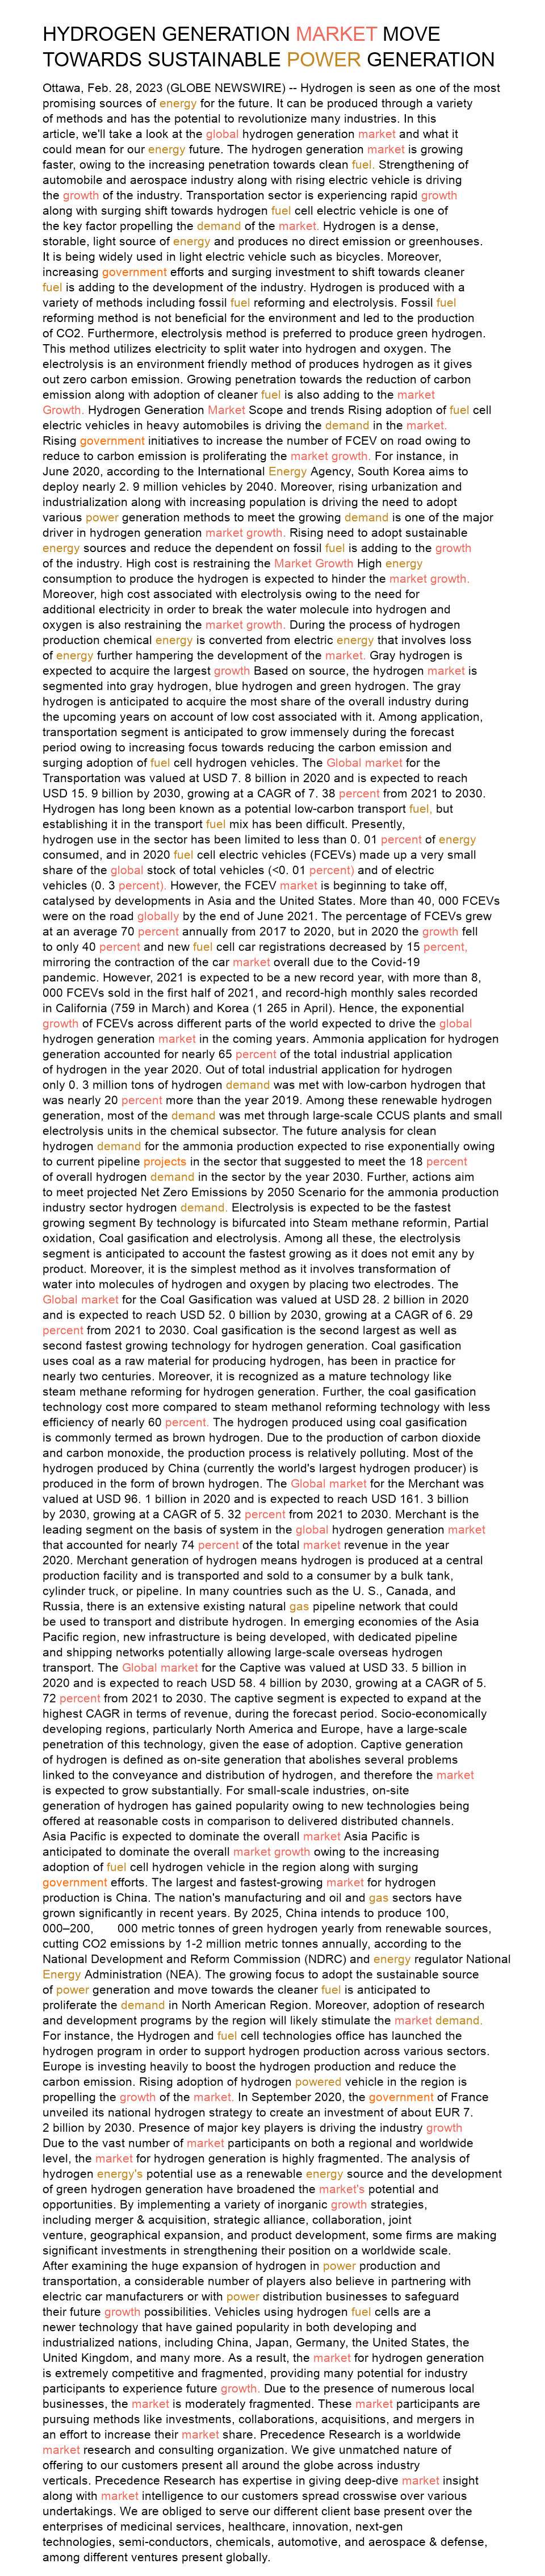 HYDROGEN GENERATION MARKET MOVE
TOWARDS SUSTAINABLE POWER GENERATION
Ottawa, Feb. 28, 2023 (GLOBE NEWSWIRE) -- Hydrogen is seen as one of the most
promising sources of energy for the future. It can be produced through a variety
of methods and has the potential to revolutionize many industries. In this
article, we'll take a look at the global hydrogen generation market and what it
could mean for our energy future. The hydrogen generation market is growing
faster, owing to the increasing penetration towards clean fuel. Strengthening of
automobile and aerospace industry along with rising electric vehicle is driving
the growth of the industry. Transportation sector is experiencing rapid growth
along with surging shift towards hydrogen fuel cell electric vehicle is one of
the key factor propelling the demand of the market. Hydrogen is a dense,
storable, light source of energy and produces no direct emission or greenhouses.
It is being widely used in light electric vehicle such as bicycles. Moreover,
increasing government efforts and surging investment to shift towards cleaner
fuel is adding to the development of the industry. Hydrogen is produced with a
variety of methods including fossil fuel reforming and electrolysis. Fossil fuel
reforming method is not beneficial for the environment and led to the production
of CO2. Furthermore, electrolysis method is preferred to produce green hydrogen.
This method utilizes electricity to split water into hydrogen and oxygen. The
electrolysis is an environment friendly method of produces hydrogen as it gives
out zero carbon emission. Growing penetration towards the reduction of carbon
emission along with adoption of cleaner fuel is also adding to the market
Growth. Hydrogen Generation Market Scope and trends Rising adoption of fuel cell
electric vehicles in heavy automobiles is driving the demand in the market.
Rising government initiatives to increase the number of FCEV on road owing to
reduce to carbon emission is proliferating the market growth. For instance, in
June 2020, according to the International Energy Agency, South Korea aims to
deploy nearly 2. 9 million vehicles by 2040. Moreover, rising urbanization and
industrialization along with increasing population is driving the need to adopt
various power generation methods to meet the growing demand is one of the major
driver in hydrogen generation market growth. Rising need to adopt sustainable
energy sources and reduce the dependent on fossil fuel is adding to the growth
of the industry. High cost is restraining the Market Growth High energy
consumption to produce the hydrogen is expected to hinder the market growth.
Moreover, high cost associated with electrolysis owing to the need for
additional electricity in order to break the water molecule into hydrogen and
oxygen is also restraining the market growth. During the process of hydrogen
production chemical energy is converted from electric energy that involves loss
of energy further hampering the development of the market. Gray hydrogen is
expected to acquire the largest growth Based on source, the hydrogen market is
segmented into gray hydrogen, blue hydrogen and green hydrogen. The gray
hydrogen is anticipated to acquire the most share of the overall industry during
the upcoming years on account of low cost associated with it. Among application,
transportation segment is anticipated to grow immensely during the forecast
period owing to increasing focus towards reducing the carbon emission and
surging adoption of fuel cell hydrogen vehicles. The Global market for the
Transportation was valued at USD 7. 8 billion in 2020 and is expected to reach
USD 15. 9 billion by 2030, growing at a CAGR of 7. 38 percent from 2021 to 2030.
Hydrogen has long been known as a potential low-carbon transport fuel, but
establishing it in the transport fuel mix has been difficult. Presently,
hydrogen use in the sector has been limited to less than 0. 01 percent of energy
consumed, and in 2020 fuel cell electric vehicles (FCEVs) made up a very small
share of the global stock of total vehicles (<0. 01 percent) and of electric
vehicles (0. 3 percent). However, the FCEV market is beginning to take off,
catalysed by developments in Asia and the United States. More than 40, 000 FCEVs
were on the road globally by the end of June 2021. The percentage of FCEVs grew
at an average 70 percent annually from 2017 to 2020, but in 2020 the growth fell
to only 40 percent and new fuel cell car registrations decreased by 15 percent,
mirroring the contraction of the car market overall due to the Covid-19
pandemic. However, 2021 is expected to be a new record year, with more than 8,
000 FCEVs sold in the first half of 2021, and record-high monthly sales recorded
in California (759 in March) and Korea (1 265 in April). Hence, the exponential
growth of FCEVs across different parts of the world expected to drive the global
hydrogen generation market in the coming years. Ammonia application for hydrogen
generation accounted for nearly 65 percent of the total industrial application
of hydrogen in the year 2020. Out of total industrial application for hydrogen
only 0. 3 million tons of hydrogen demand was met with low-carbon hydrogen that
was nearly 20 percent more than the year 2019. Among these renewable hydrogen
generation, most of the demand was met through large-scale CCUS plants and small
electrolysis units in the chemical subsector. The future analysis for clean
hydrogen demand for the ammonia production expected to rise exponentially owing
to current pipeline projects in the sector that suggested to meet the 18 percent
of overall hydrogen demand in the sector by the year 2030. Further, actions aim
to meet projected Net Zero Emissions by 2050 Scenario for the ammonia production
industry sector hydrogen demand. Electrolysis is expected to be the fastest
growing segment By technology is bifurcated into Steam methane reformin, Partial
oxidation, Coal gasification and electrolysis. Among all these, the electrolysis
segment is anticipated to account the fastest growing as it does not emit any by
product. Moreover, it is the simplest method as it involves transformation of
water into molecules of hydrogen and oxygen by placing two electrodes. The
Global market for the Coal Gasification was valued at USD 28. 2 billion in 2020
and is expected to reach USD 52. 0 billion by 2030, growing at a CAGR of 6. 29
percent from 2021 to 2030. Coal gasification is the second largest as well as
second fastest growing technology for hydrogen generation. Coal gasification
uses coal as a raw material for producing hydrogen, has been in practice for
nearly two centuries. Moreover, it is recognized as a mature technology like
steam methane reforming for hydrogen generation. Further, the coal gasification
technology cost more compared to steam methanol reforming technology with less
efficiency of nearly 60 percent. The hydrogen produced using coal gasification
is commonly termed as brown hydrogen. Due to the production of carbon dioxide
and carbon monoxide, the production process is relatively polluting. Most of the
hydrogen produced by China (currently the world's largest hydrogen producer) is
produced in the form of brown hydrogen. The Global market for the Merchant was
valued at USD 96. 1 billion in 2020 and is expected to reach USD 161. 3 billion
by 2030, growing at a CAGR of 5. 32 percent from 2021 to 2030. Merchant is the
leading segment on the basis of system in the global hydrogen generation market
that accounted for nearly 74 percent of the total market revenue in the year
2020. Merchant generation of hydrogen means hydrogen is produced at a central
production facility and is transported and sold to a consumer by a bulk tank,
cylinder truck, or pipeline. In many countries such as the U. S., Canada, and
Russia, there is an extensive existing natural gas pipeline network that could
be used to transport and distribute hydrogen. In emerging economies of the Asia
Pacific region, new infrastructure is being developed, with dedicated pipeline
and shipping networks potentially allowing large-scale overseas hydrogen
transport. The Global market for the Captive was valued at USD 33. 5 billion in
2020 and is expected to reach USD 58. 4 billion by 2030, growing at a CAGR of 5.
72 percent from 2021 to 2030. The captive segment is expected to expand at the
highest CAGR in terms of revenue, during the forecast period. Socio-economically
developing regions, particularly North America and Europe, have a large-scale
penetration of this technology, given the ease of adoption. Captive generation
of hydrogen is defined as on-site generation that abolishes several problems
linked to the conveyance and distribution of hydrogen, and therefore the market
is expected to grow substantially. For small-scale industries, on-site
generation of hydrogen has gained popularity owing to new technologies being
offered at reasonable costs in comparison to delivered distributed channels.
Asia Pacific is expected to dominate the overall market Asia Pacific is
anticipated to dominate the overall market growth owing to the increasing
adoption of fuel cell hydrogen vehicle in the region along with surging
government efforts. The largest and fastest-growing market for hydrogen
production is China. The nation's manufacturing and oil and gas sectors have
grown significantly in recent years. By 2025, China intends to produce 100,
000–200, 000 metric tonnes of green hydrogen yearly from renewable sources,
cutting CO2 emissions by 1-2 million metric tonnes annually, according to the
National Development and Reform Commission (NDRC) and energy regulator National
Energy Administration (NEA). The growing focus to adopt the sustainable source
of power generation and move towards the cleaner fuel is anticipated to
proliferate the demand in North American Region. Moreover, adoption of research
and development programs by the region will likely stimulate the market demand.
For instance, the Hydrogen and fuel cell technologies office has launched the
hydrogen program in order to support hydrogen production across various sectors.
Europe is investing heavily to boost the hydrogen production and reduce the
carbon emission. Rising adoption of hydrogen powered vehicle in the region is
propelling the growth of the market. In September 2020, the government of France
unveiled its national hydrogen strategy to create an investment of about EUR 7.
2 billion by 2030. Presence of major key players is driving the industry growth
Due to the vast number of market participants on both a regional and worldwide
level, the market for hydrogen generation is highly fragmented. The analysis of
hydrogen energy's potential use as a renewable energy source and the development
of green hydrogen generation have broadened the market's potential and
opportunities. By implementing a variety of inorganic growth strategies,
including merger & acquisition, strategic alliance, collaboration, joint
venture, geographical expansion, and product development, some firms are making
significant investments in strengthening their position on a worldwide scale.
After examining the huge expansion of hydrogen in power production and
transportation, a considerable number of players also believe in partnering with
electric car manufacturers or with power distribution businesses to safeguard
their future growth possibilities. Vehicles using hydrogen fuel cells are a
newer technology that have gained popularity in both developing and
industrialized nations, including China, Japan, Germany, the United States, the
United Kingdom, and many more. As a result, the market for hydrogen generation
is extremely competitive and fragmented, providing many potential for industry
participants to experience future growth. Due to the presence of numerous local
businesses, the market is moderately fragmented. These market participants are
pursuing methods like investments, collaborations, acquisitions, and mergers in
an effort to increase their market share. Precedence Research is a worldwide
market research and consulting organization. We give unmatched nature of
offering to our customers present all around the globe across industry
verticals. Precedence Research has expertise in giving deep-dive market insight
along with market intelligence to our customers spread crosswise over various
undertakings. We are obliged to serve our different client base present over the
enterprises of medicinal services, healthcare, innovation, next-gen
technologies, semi-conductors, chemicals, automotive, and aerospace & defense,
among different ventures present globally.